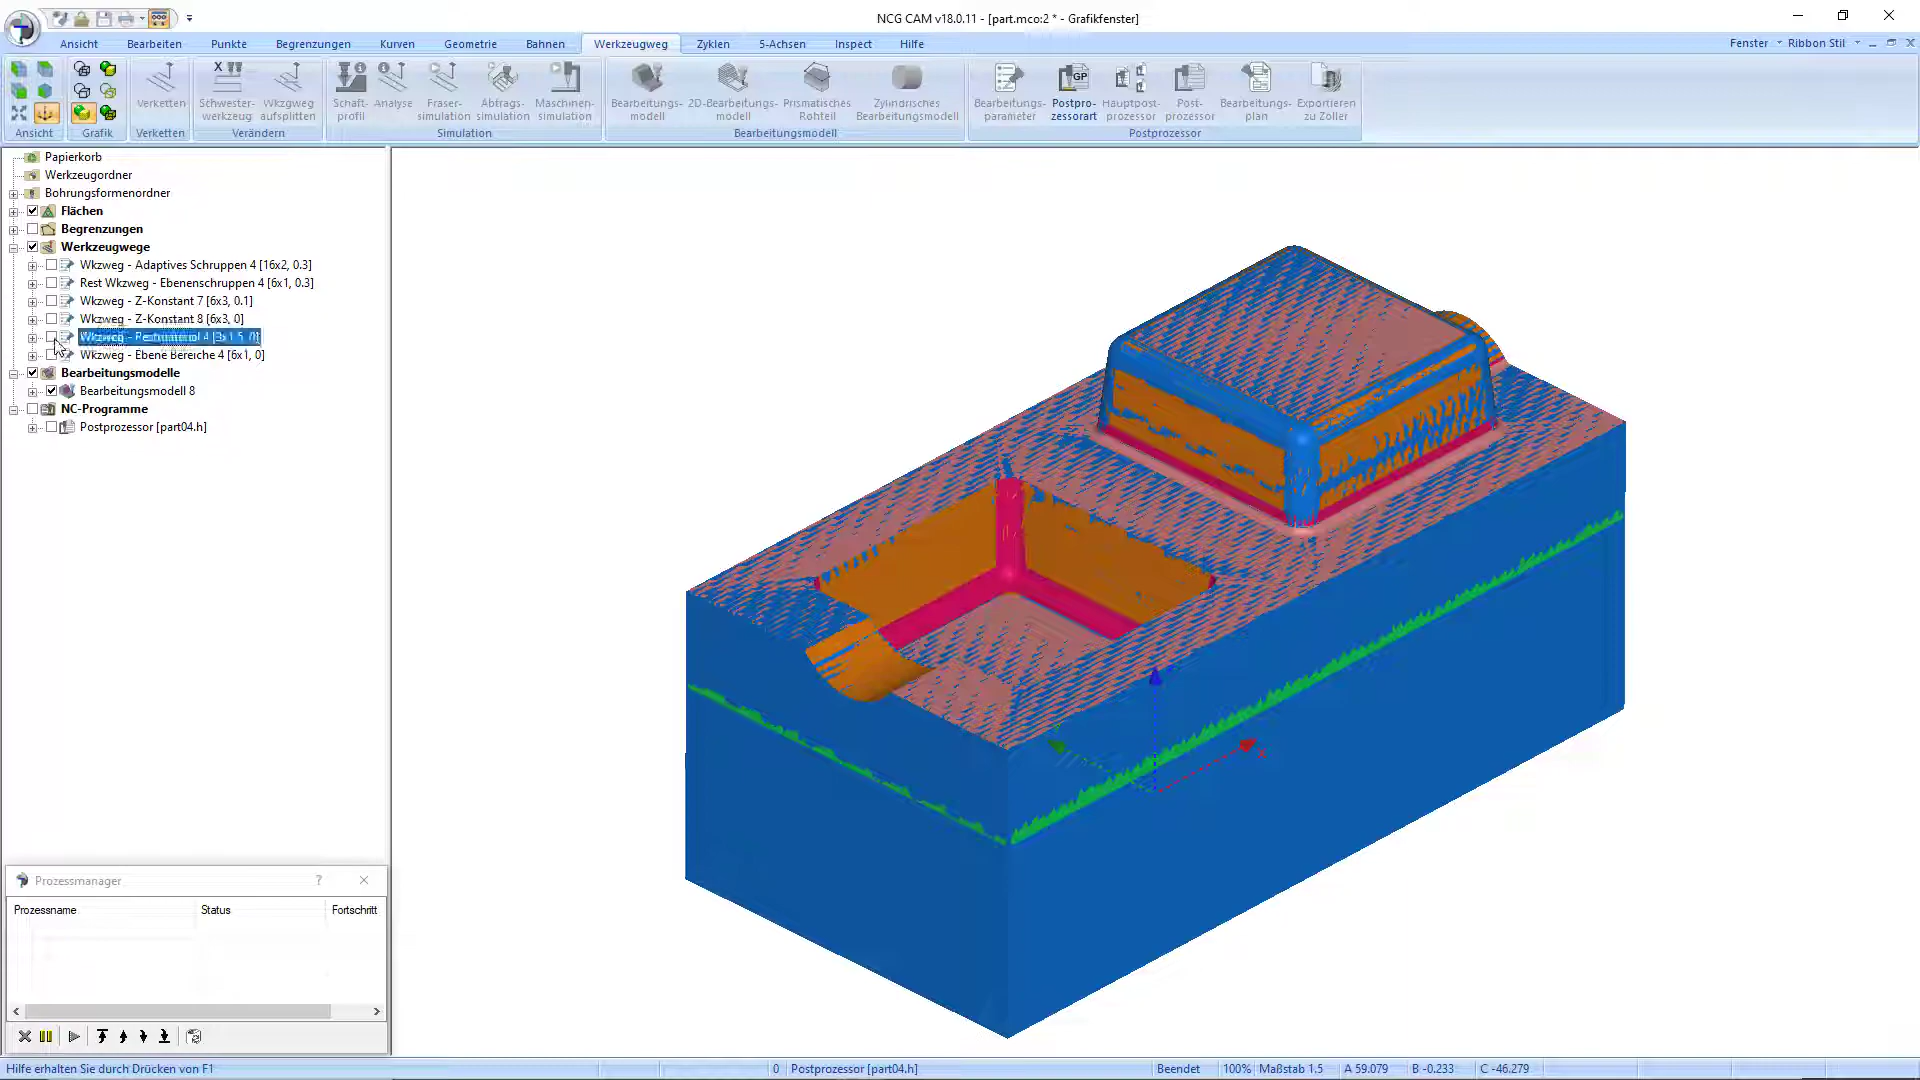 NCG CAM v18.0.11 - [part.mco:2 * - Grafikfenster]
Ansicht Bearbeiten Punkte Begrenzungen Kurven Geometrie Bahnen Werkzeugweg Zyklen 5-Achsen Inspect Hilfe Fenster Ribbon Stil
Verketten
Schwester-
werkzeug
Wkzgweg
aufsplitten
Schaft-
profil
Analyse
Fraser-
simulation
Abtrags-
simulation
Maschinen-
simulation
Bearbeitungs-
modell
2D-Bearbeitungs-
modell
Prismatisches
Rohteil
Zylindrisches
Bearbeitungsmodell
Bearbeitungs-
parameter
GP
Postpro-
zessorart
Hauptpost-
prozessor
Post-
prozessor
Bearbeitungs-
plan
Exportieren
zu Zoller
Ansicht Grafik Verketten Verändern Simulation Bearbeitungsmodell Postprozessor
Papierkorb
Werkzeugordner
Bohrungsformenordner
Flächen
Begrenzungen
Werkzeugwege
Wkzweg - Adaptives Schruppen 4 [16x2, 0.3]
Rest Wkzweg - Ebenenschruppen 4 [6x1, 0.3]
Wkzweg - Z-Konstant 7 [6x3, 0.1]
Wkzweg - Z-Konstant 8 [6x3, 0]
Wkzweg - Restmaterial 4 [3x1.5, 0]
Wkzweg - Ebene Bereiche 4 [6x1, 0]
Bearbeitungsmodelle
Bearbeitungsmodell 8
NC-Programme
Postprozessor [part04.h]
Prozessmanager ?
Prozessname Status Fortschritt
Hilfe erhalten Sie durch Drücken von F1 0 Postprozessor [part04.h] Beendet 100% Maßstab 1.5 A 59.079 B -0.233 C -46.279